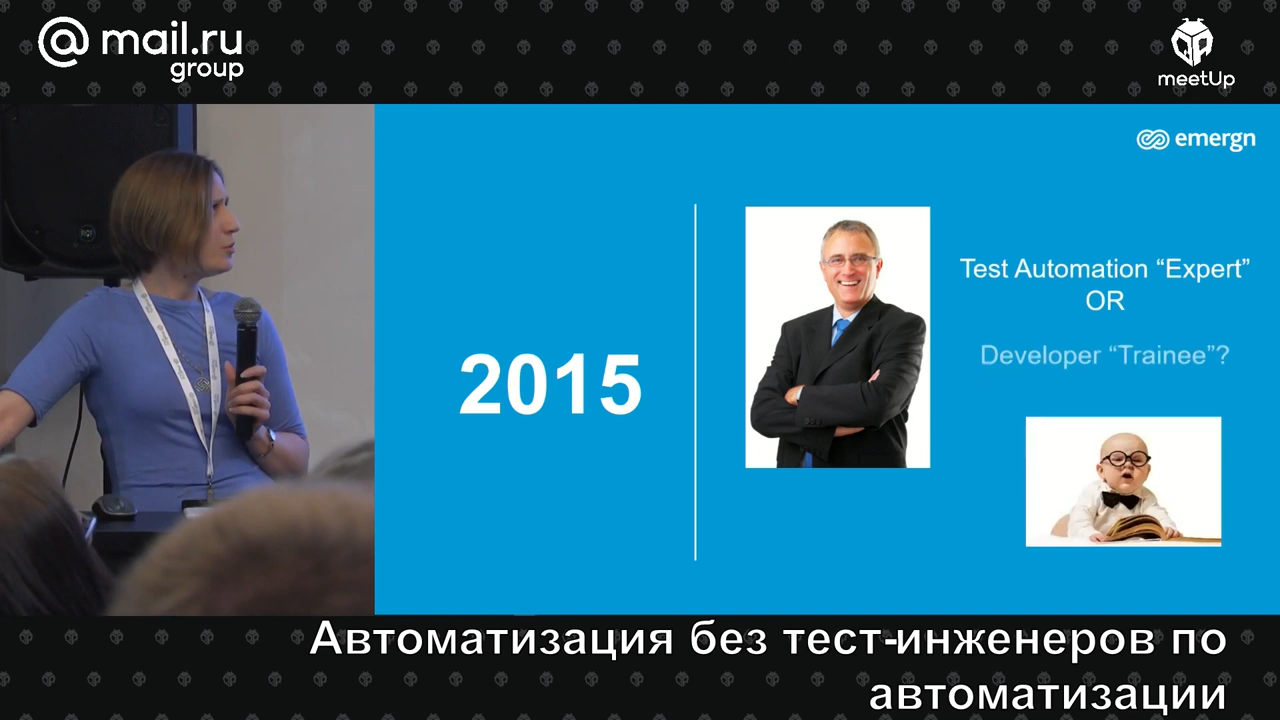 @mail.ru
group
meetUp
emergn
2015
Test Automation “Expert”
OR
Developer “Trainee”?
Автоматизация без тест-инженеров по
автоматизации